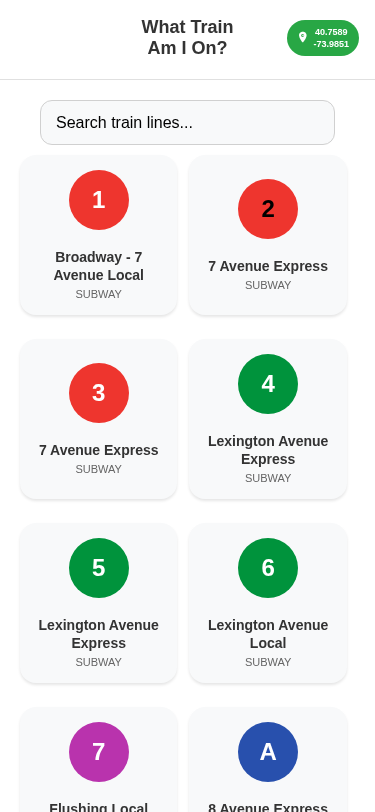 What Train
Am I On?
40.7589
-73.9851
Search train lines...
1
Broadway - 7
Avenue Local
SUBWAY
2
7 Avenue Express
SUBWAY
3
7 Avenue Express
SUBWAY
4
Lexington Avenue
Express
SUBWAY
5
Lexington Avenue
Express
SUBWAY
6
Lexington Avenue
Local
SUBWAY
7
Flushing Local
A
8 Avenue Express